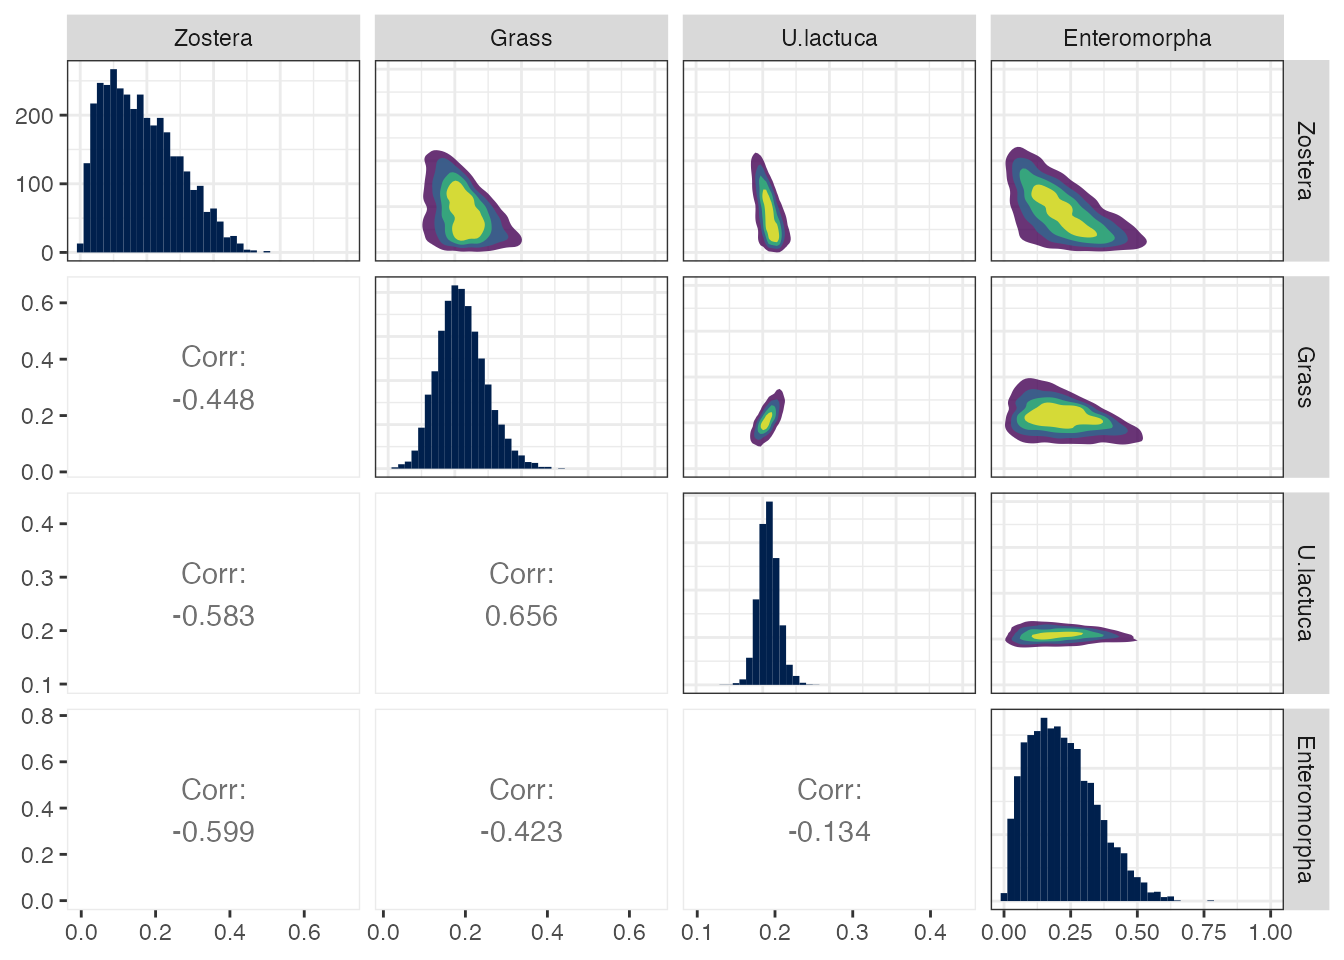 Zostera Grass U.lactuca Enteromorpha
200
100
0
Zostera
0.6
0.4
0.2
0.0
Corr:
-0.448
Grass
0.4
0.3
0.2
0.1
Corr:
-0.583
Corr:
0.656
U.lactuca
0.8
0.6
0.4
0.2
0.0
Corr:
-0.599
Corr:
-0.423
Corr:
-0.134
Enteromorpha
0.0 0.2 0.4 0.6 0.0 0.2 0.4 0.6 0.1 0.2 0.3 0.4 0.00 0.25 0.50 0.75 1.00